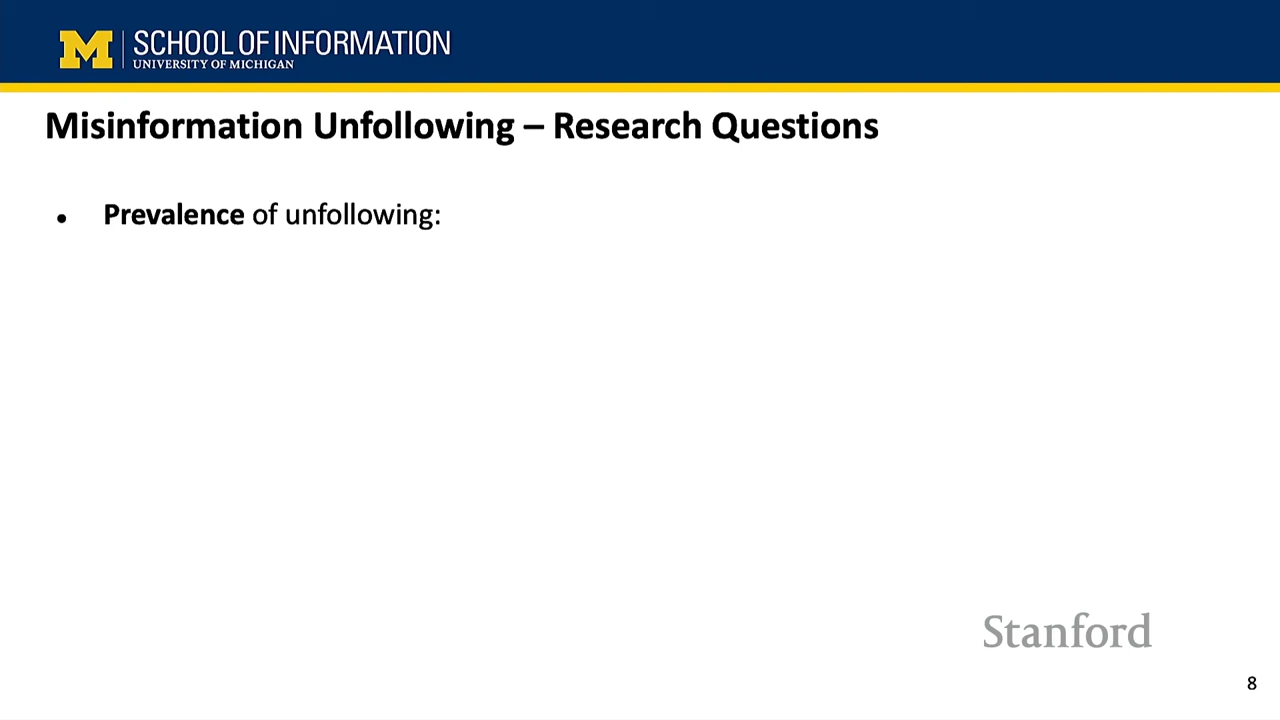 M SCHOOL OF INFORMATION
UNIVERSITY OF MICHIGAN
Misinformation Unfollowing – Research Questions
• Prevalence of unfollowing:
Stanford
8